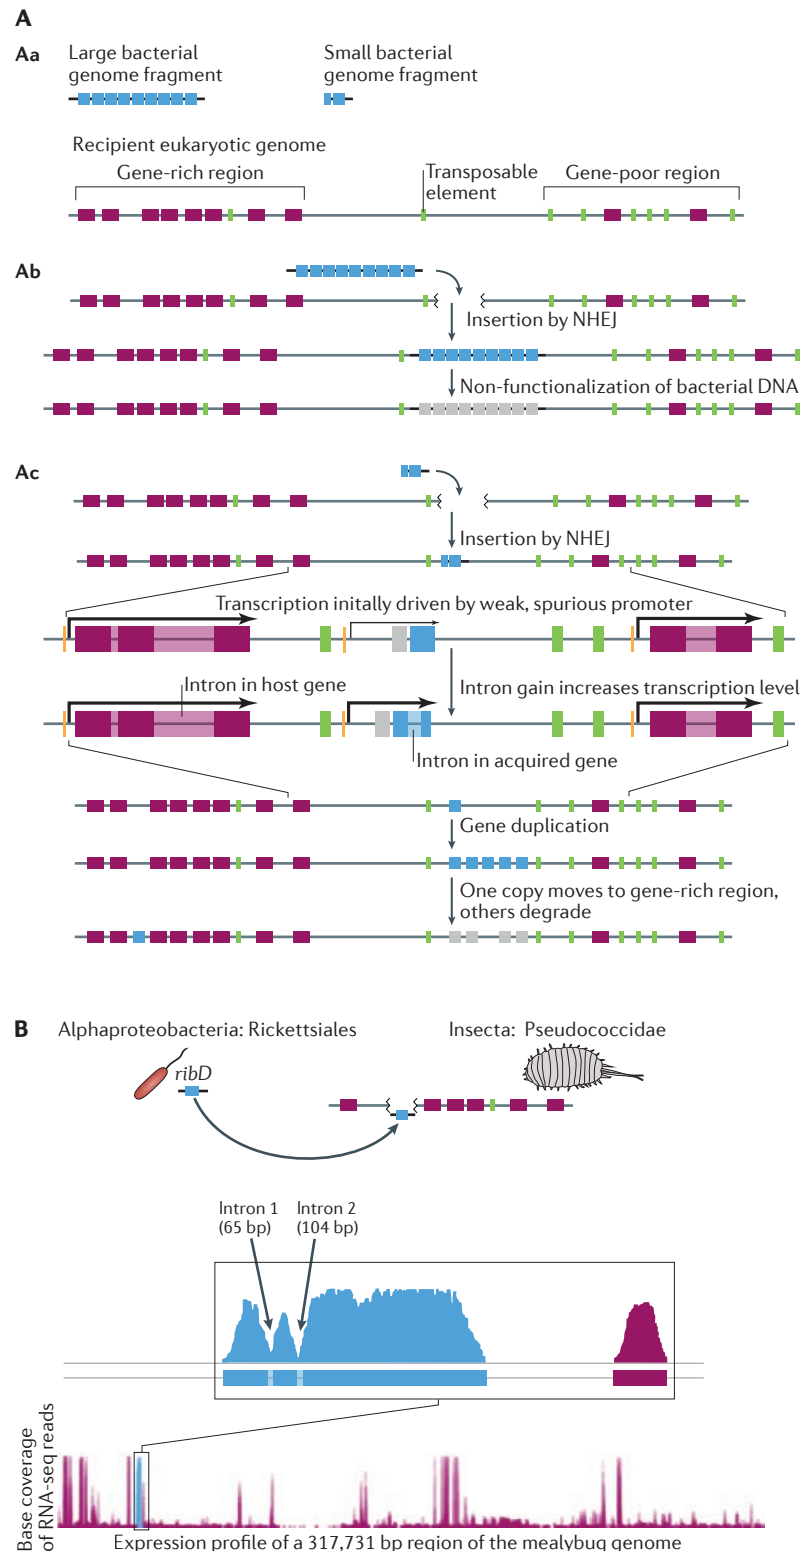 A
Aa
Large bacterial
genome fragment
Small bacterial
genome fragment
Recipient eukaryotic genome
Gene-rich region
Transposable
element
Gene-poor region
Ab
Insertion by NHEJ
Non-functionalization of bacterial DNA
Ac
Insertion by NHEJ
Transcription initally driven by weak, spurious promoter
Intron in host gene
Intron gain increases transcription level
Intron in acquired gene
Gene duplication
One copy moves to gene-rich region,
others degrade
B
Alphaproteobacteria: Rickettsiales
Insecta: Pseudococcidae
ribD
Intron 1
(65 bp)
Intron 2
(104 bp)
Base coverage
of RNA-seq reads
Expression profile of a 317,731 bp region of the mealybug genome